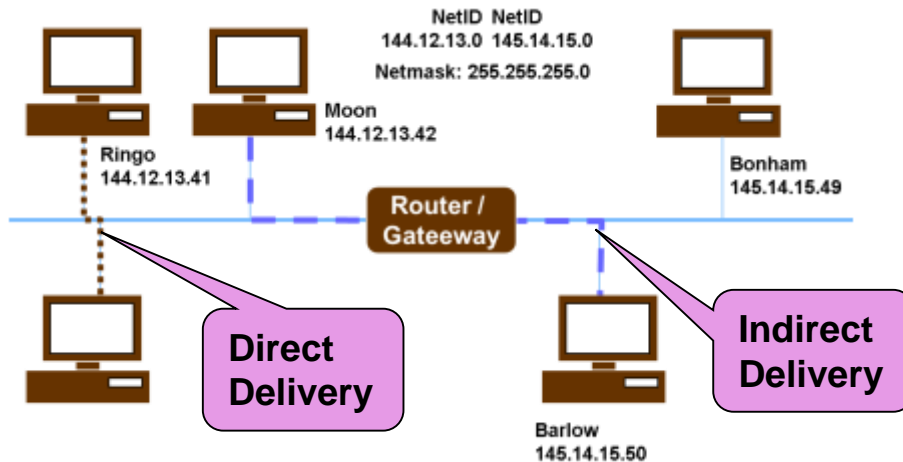 NetID NetID
144.12.13.0 145.14.15.0
Netmask: 255.255.255.0
Moon
144.12.13.42
Ringo
144.12.13.41
Bonham
145.14.15.49
Router /
Gateeway
Direct
Delivery
Indirect
Delivery
Barlow
145.14.15.50